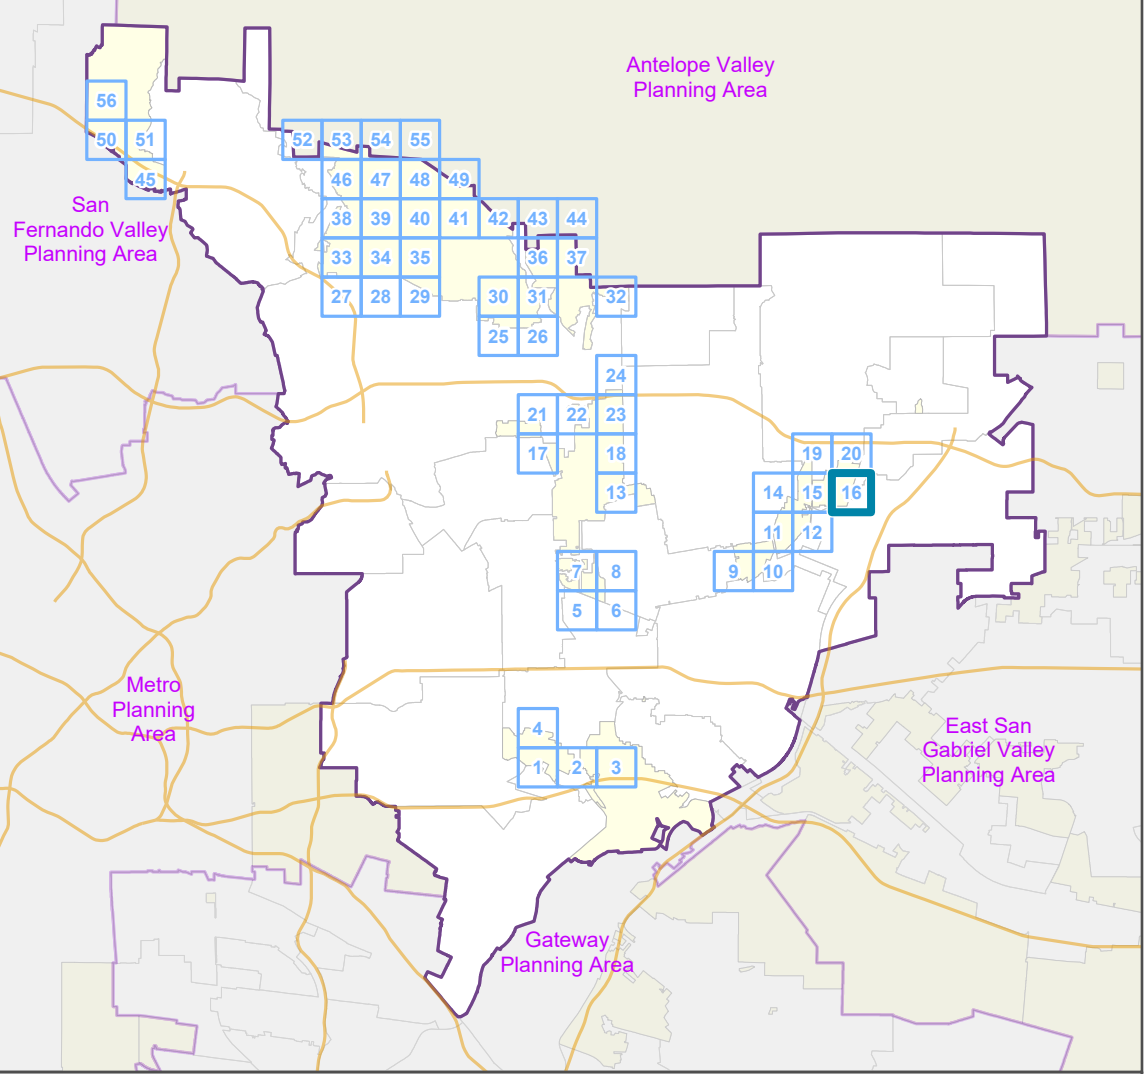 Antelope Valley
Planning Area
56
50 51
52 53 54 55
45
46 47 48 49
San
Fernando Valley
Planning Area
38 39 40 41 42 43 44
33 34 35 36 37
27 28 29 30 31 32
25 26
24
21 22 23
17 18 19 20
13 14 15 16
11 12
7 8 9 10
5 6
Metro
Planning
Area
4
East San
Gabriel Valley
Planning Area
1 2 3
Gateway
Planning Area